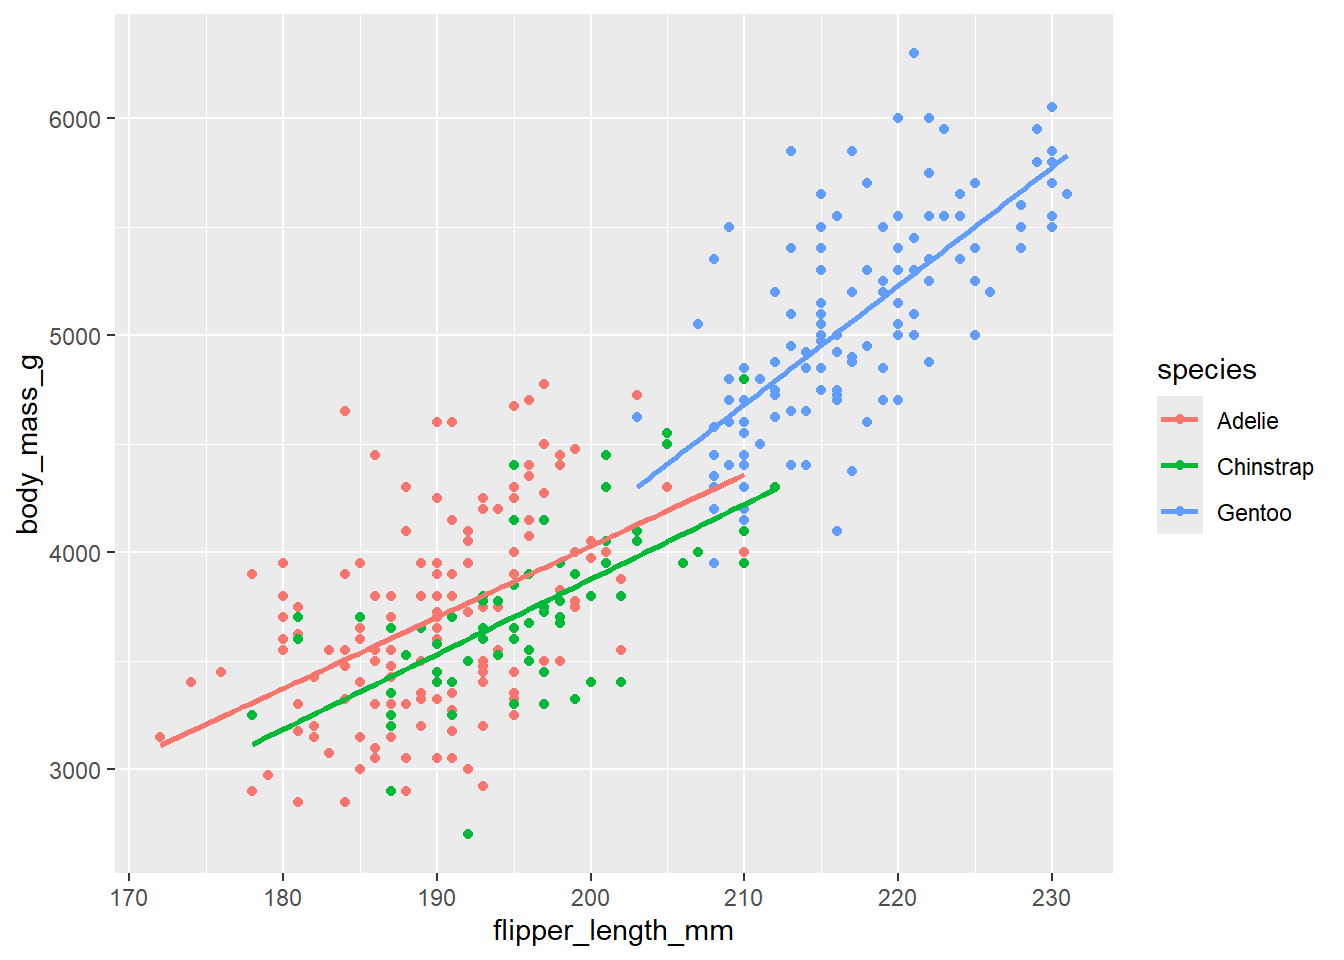 6000
5000
4000
3000
body_mass_g
170 180 190 200 210 220 230
flipper_length_mm
species
Adelie
Chinstrap
Gentoo